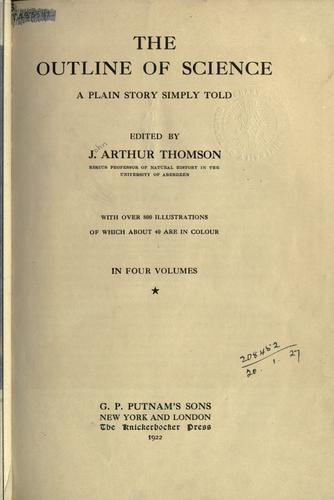 THE
OUTLINE OF SCIENCE
A PLAIN STORY SIMPLY TOLD
EDITED BY
J. ARTHUR THOMSON
john
REGIUS PROFESSOR OF NATURAL HISTORY IN THE
UNIVERSITY OF ABERDEEN
WITH OVER 800 ILLUSTRATIONS
OF WHICH ABOUT 40 ARE IN COLOUR
IN FOUR VOLUMES
*
208452
20. 1. 27
G. P. PUTNAM'S SONS
NEW YORK AND LONDON
The Knickerbocker Press
1922